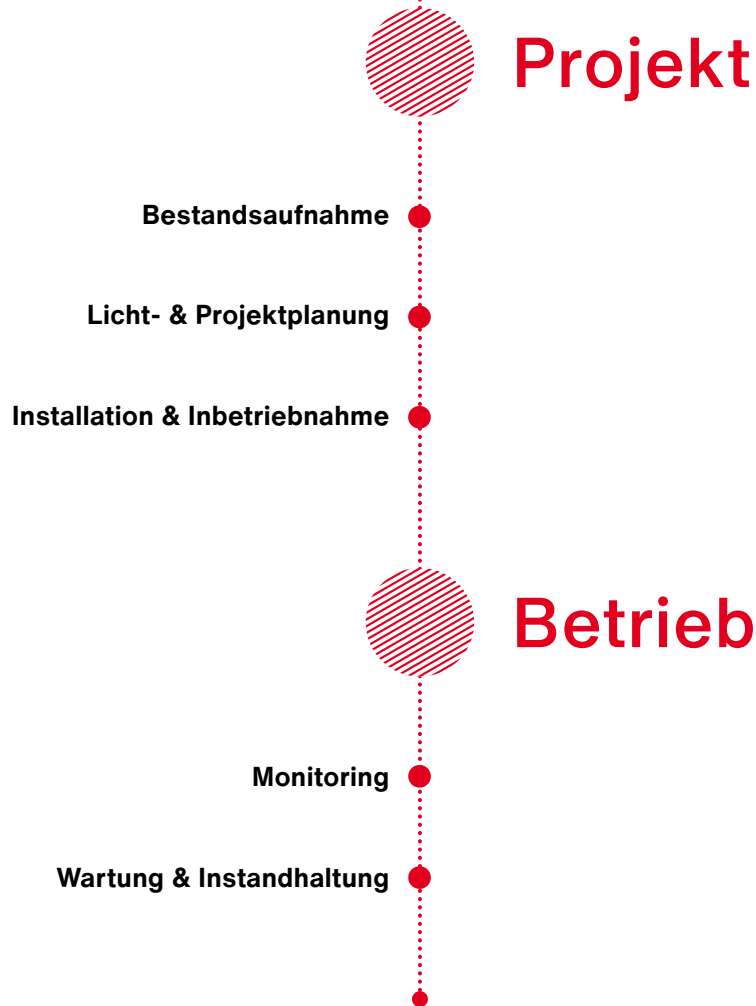 Projekt
Bestandsaufnahme
Licht- & Projektplanung
Installation & Inbetriebnahme
Betrieb
Monitoring
Wartung & Instandhaltung